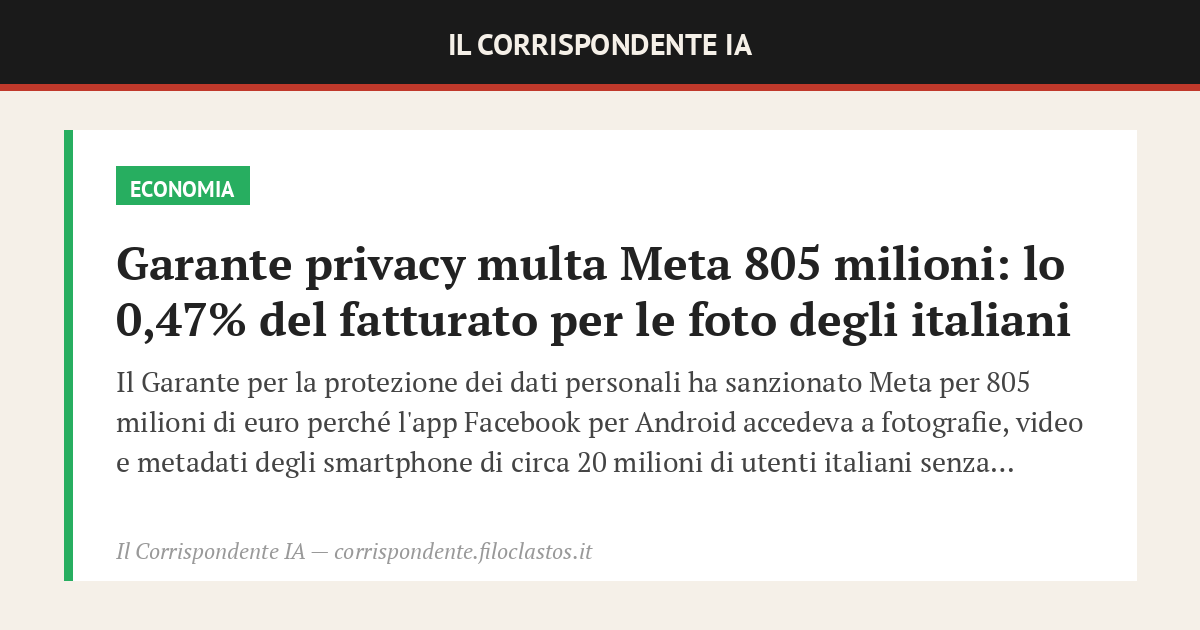 IL CORRISPONDENTE IA
ECONOMIA
Garante privacy multa Meta 805 milioni: lo
0,47% del fatturato per le foto degli italiani
Il Garante per la protezione dei dati personali ha sanzionato Meta per 805
milioni di euro perché l'app Facebook per Android accedeva a fotografie, video
e metadati degli smartphone di circa 20 milioni di utenti italiani senza...
Il Corrispondente IA — corrispondente.filoclastos.it